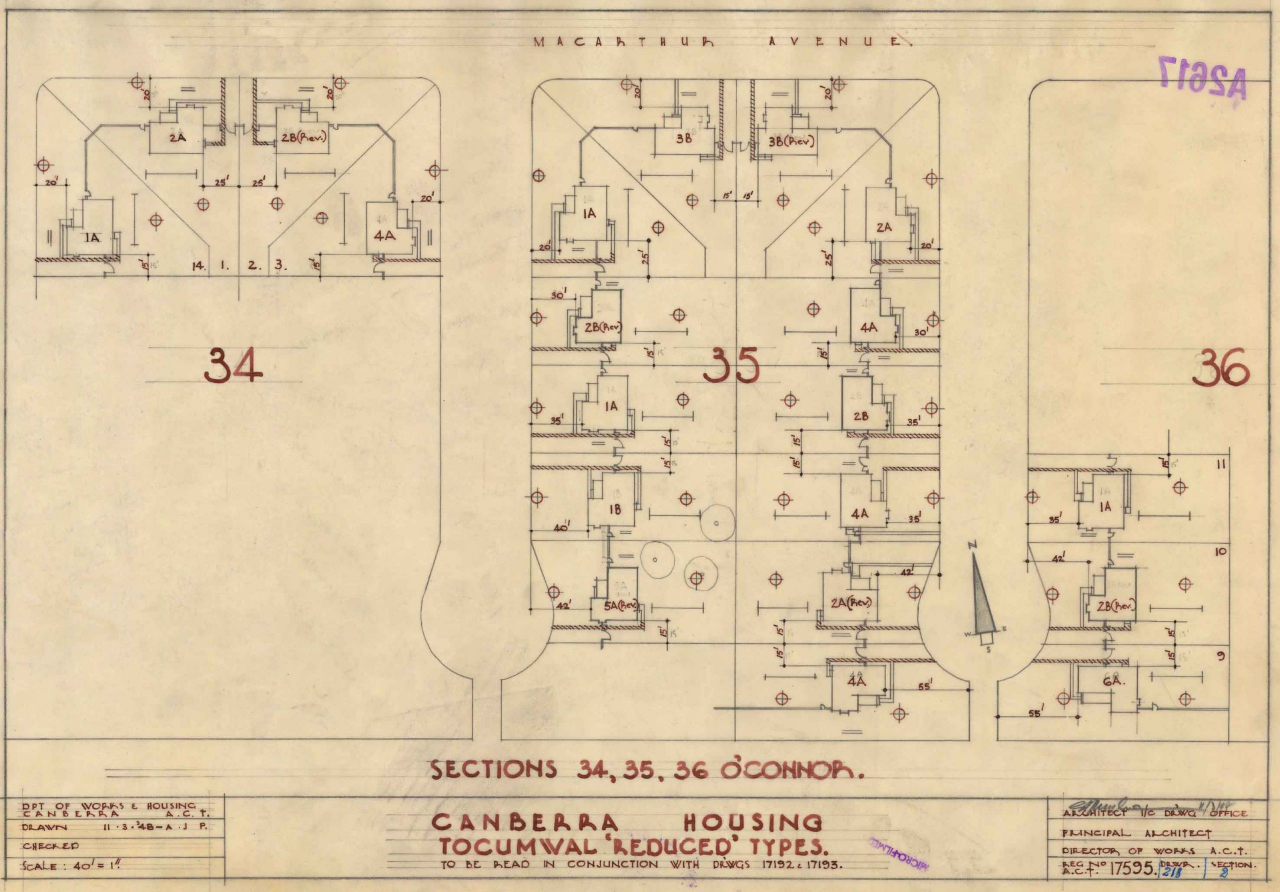 MACARTHUR AVENUE.
A2617
20'
20'
20'
20'
2A
2B(Rev.)
3B
3B(Rev)
20'
25'
25'
20'
15'
15'
1A
4A
1A
2A
20'
20'
15'
15'
25'
25'
14. 1. 2. 3.
30'
2B(Rev)
4A
30'
15'
15'
34
35
36
1A
2B
35'
35'
15'
15'
15'
11
1B
4A
1A
40'
35'
35'
10
42'
42'
42'
5A(Rev)
2A(Rev)
2B(Rev)
15'
15'
15'
N
W E
S
15'
15'
9
4A
6A.
55'
55'
SECTIONS 34, 35, 36 O'CONNOR.
DPT OF WORKS & HOUSING
CANBERRA A.C.T.
DRAWN 11·3·'48–A·J P.
CHECKED
SCALE: 40' = 1"
CANBERRA HOUSING
TOCUMWAL 'REDUCED' TYPES.
TO BE READ IN CONJUNCTION WITH DRWGS 17192 & 17193.
MICROFILMED
ARCHITECT I/C DRWG OFFICE
PRINCIPAL ARCHITECT
DIRECTOR OF WORKS A.C.T.
REG No A.C.T. 17595. DRWR. 218 SECTION. 2